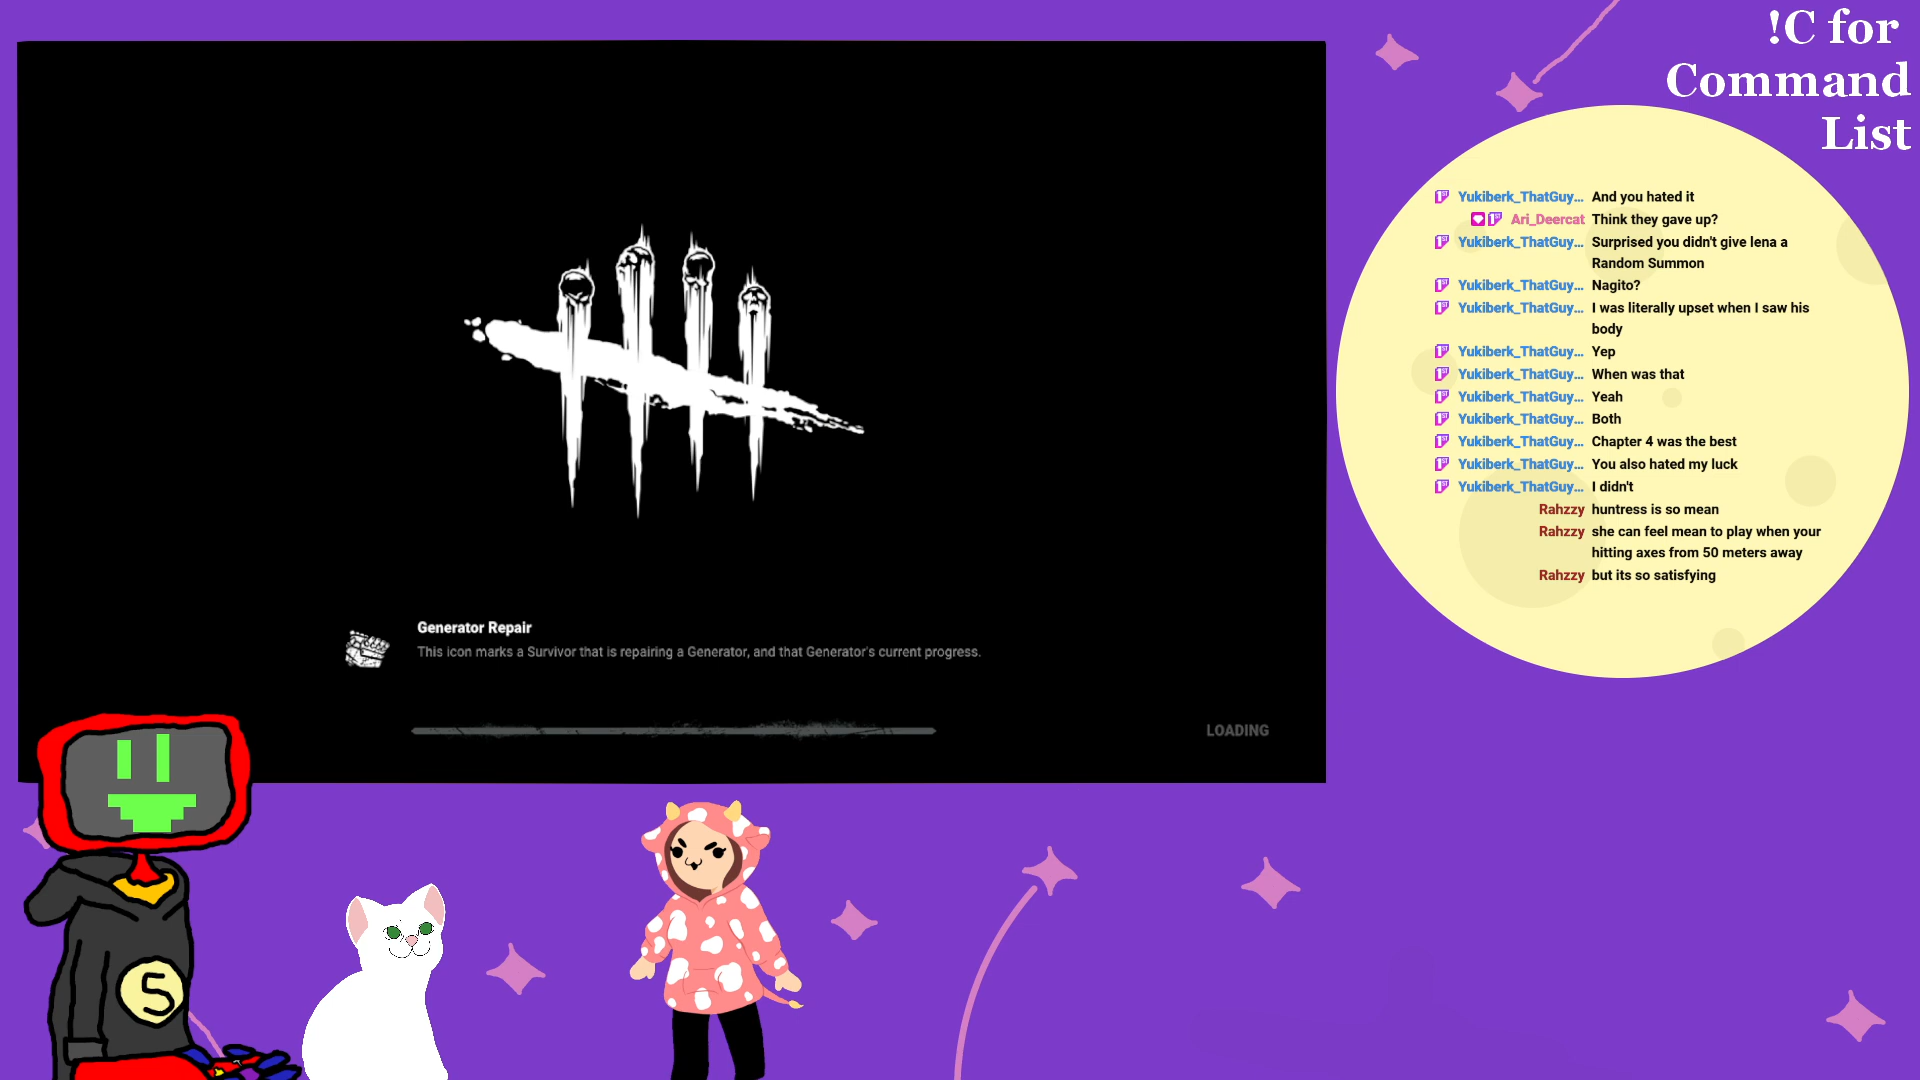 !C for
Command
List
Yukiberk_ThatGuy... And you hated it
Ari_Deercat Think they gave up?
Yukiberk_ThatGuy... Surprised you didn't give lena a
Random Summon
Yukiberk_ThatGuy... Nagito?
Yukiberk_ThatGuy... I was literally upset when I saw his
body
Yukiberk_ThatGuy... Yep
Yukiberk_ThatGuy... When was that
Yukiberk_ThatGuy... Yeah
Yukiberk_ThatGuy... Both
Yukiberk_ThatGuy... Chapter 4 was the best
Yukiberk_ThatGuy... You also hated my luck
Yukiberk_ThatGuy... I didn't
Rahzzy huntress is so mean
Rahzzy she can feel mean to play when your
hitting axes from 50 meters away
Rahzzy but its so satisfying
Generator Repair
This icon marks a Survivor that is repairing a Generator, and that Generator's current progress.
LOADING
S